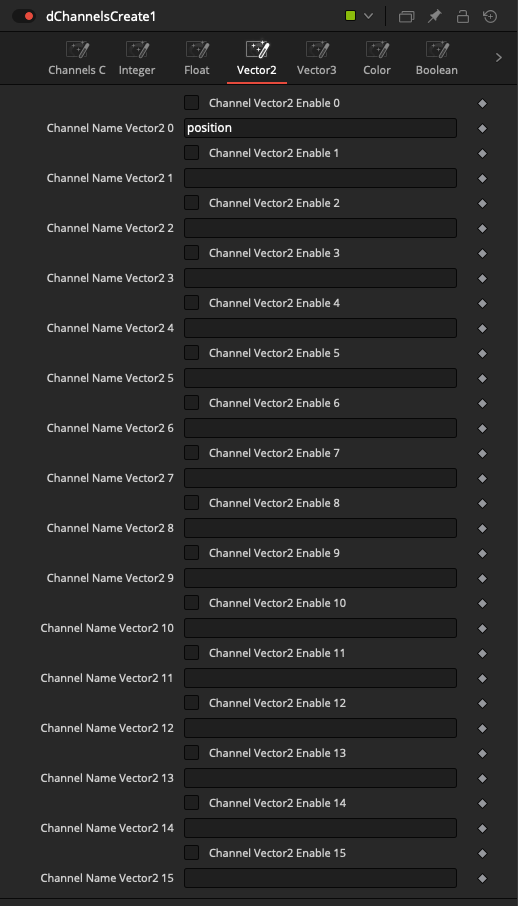 dChannelsCreate1
Channels C Integer Float Vector2 Vector3 Color Boolean
Channel Vector2 Enable 0
Channel Name Vector2 0 position
Channel Vector2 Enable 1
Channel Name Vector2 1
Channel Vector2 Enable 2
Channel Name Vector2 2
Channel Vector2 Enable 3
Channel Name Vector2 3
Channel Vector2 Enable 4
Channel Name Vector2 4
Channel Vector2 Enable 5
Channel Name Vector2 5
Channel Vector2 Enable 6
Channel Name Vector2 6
Channel Vector2 Enable 7
Channel Name Vector2 7
Channel Vector2 Enable 8
Channel Name Vector2 8
Channel Vector2 Enable 9
Channel Name Vector2 9
Channel Vector2 Enable 10
Channel Name Vector2 10
Channel Vector2 Enable 11
Channel Name Vector2 11
Channel Vector2 Enable 12
Channel Name Vector2 12
Channel Vector2 Enable 13
Channel Name Vector2 13
Channel Vector2 Enable 14
Channel Name Vector2 14
Channel Vector2 Enable 15
Channel Name Vector2 15